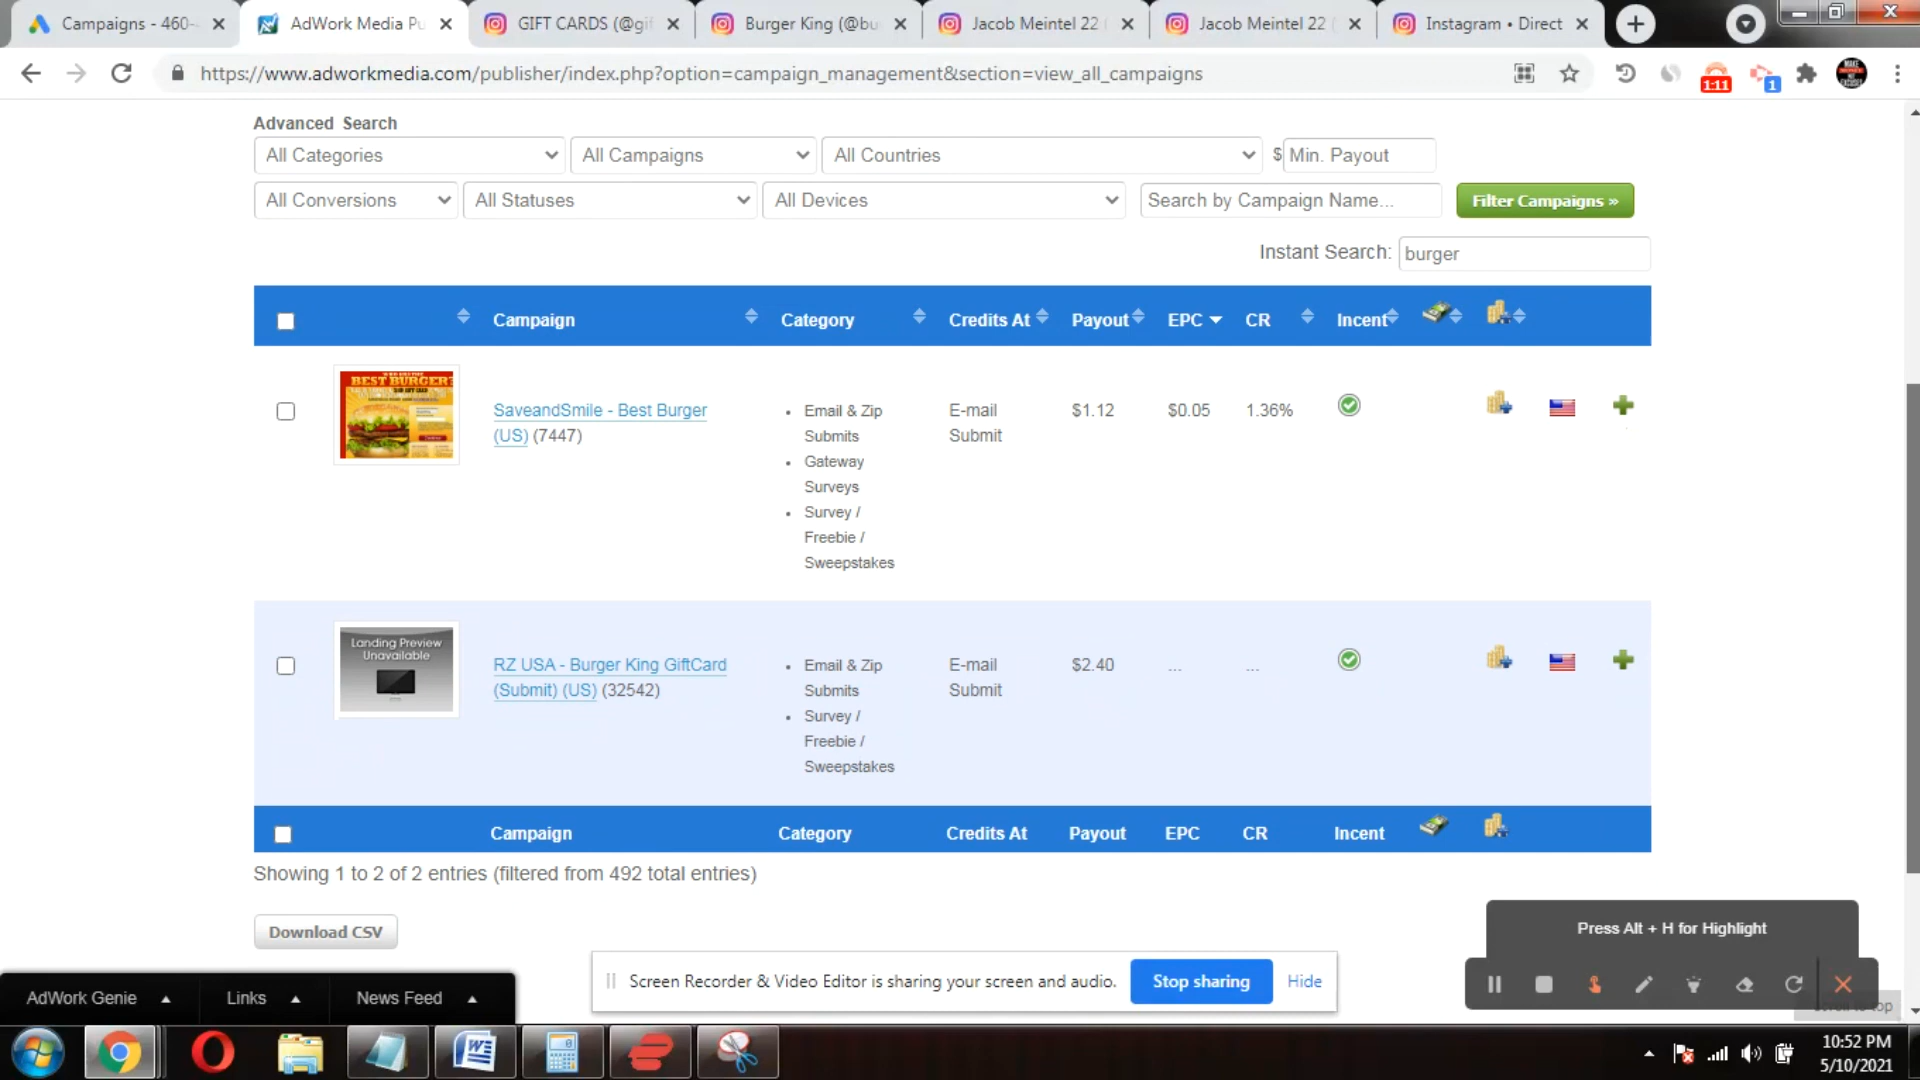 Campaigns - 460-
AdWork Media Pu
GIFT CARDS (@gif
Burger King (@bu
Jacob Meintel 22 (
Jacob Meintel 22 (
Instagram • Direct
https://www.adworkmedia.com/publisher/index.php?option=campaign_management&section=view_all_campaigns
1:11
1
Advanced Search
All Categories
All Campaigns
All Countries
$
Min. Payout
All Conversions
All Statuses
All Devices
Search by Campaign Name...
Filter Campaigns »
Instant Search:
burger
Campaign
Category
Credits At
Payout
EPC
CR
Incent
BEST BURGER?
SaveandSmile - Best Burger
(US) (7447)
• Email & Zip
Submits
• Gateway
Surveys
• Survey /
Freebie /
Sweepstakes
E-mail
Submit
$1.12
$0.05
1.36%
Landing Preview
Unavailable
RZ USA - Burger King GiftCard
(Submit) (US) (32542)
• Email & Zip
Submits
• Survey /
Freebie /
Sweepstakes
E-mail
Submit
$2.40
...
...
Campaign
Category
Credits At
Payout
EPC
CR
Incent
Showing 1 to 2 of 2 entries (filtered from 492 total entries)
Download CSV
Press Alt + H for Highlight
Screen Recorder & Video Editor is sharing your screen and audio.
Stop sharing
Hide
scroll to top
AdWork Genie
Links
News Feed
10:52 PM
5/10/2021